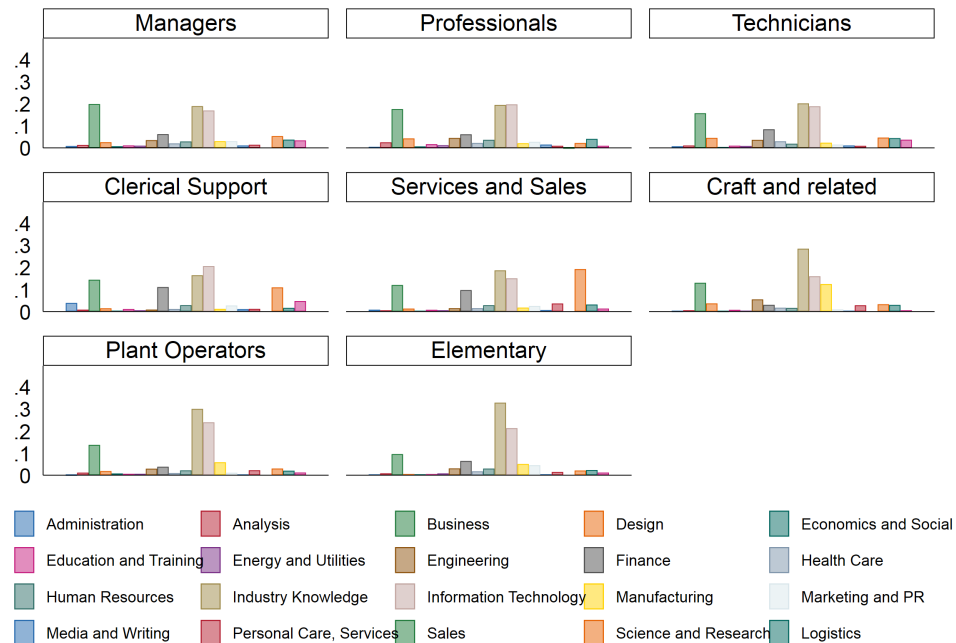 Managers Professionals Technicians
.4
.3
.2
.1
0
Clerical Support Services and Sales Craft and related
.4
.3
.2
.1
0
Plant Operators Elementary
.4
.3
.2
.1
0
Administration Analysis Business Design Economics and Social
Education and Training Energy and Utilities Engineering Finance Health Care
Human Resources Industry Knowledge Information Technology Manufacturing Marketing and PR
Media and Writing Personal Care, Services Sales Science and Research Logistics